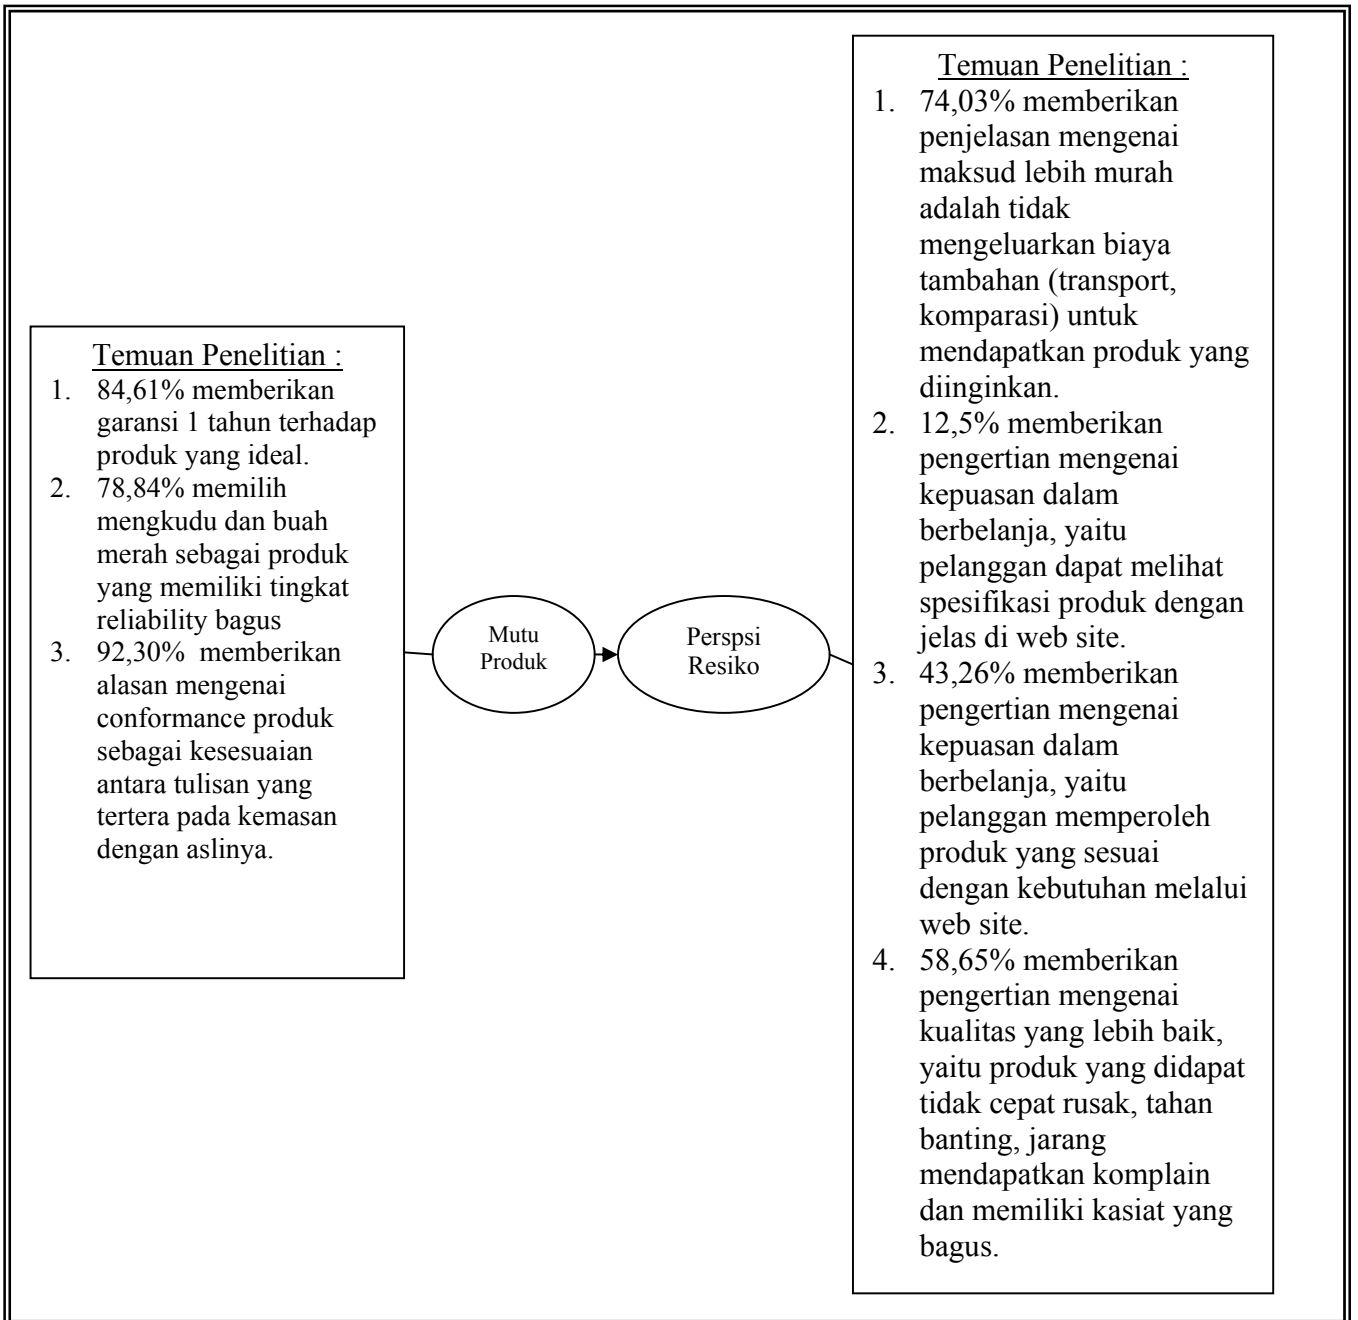 Temuan Penelitian :
1. 84,61% memberikan
garansi 1 tahun terhadap
produk yang ideal.
2. 78,84% memilih
mengkudu dan buah
merah sebagai produk
yang memiliki tingkat
reliability bagus
3. 92,30% memberikan
alasan mengenai
conformance produk
sebagai kesesuaian
antara tulisan yang
tertera pada kemasan
dengan aslinya.
Mutu
Produk
Perspsi
Resiko
Temuan Penelitian :
1. 74,03% memberikan
penjelasan mengenai
maksud lebih murah
adalah tidak
mengeluarkan biaya
tambahan (transport,
komparasi) untuk
mendapatkan produk yang
diinginkan.
2. 12,5% memberikan
pengertian mengenai
kepuasan dalam
berbelanja, yaitu
pelanggan dapat melihat
spesifikasi produk dengan
jelas di web site.
3. 43,26% memberikan
pengertian mengenai
kepuasan dalam
berbelanja, yaitu
pelanggan memperoleh
produk yang sesuai
dengan kebutuhan melalui
web site.
4. 58,65% memberikan
pengertian mengenai
kualitas yang lebih baik,
yaitu produk yang didapat
tidak cepat rusak, tahan
banting, jarang
mendapatkan komplain
dan memiliki kasiat yang
bagus.